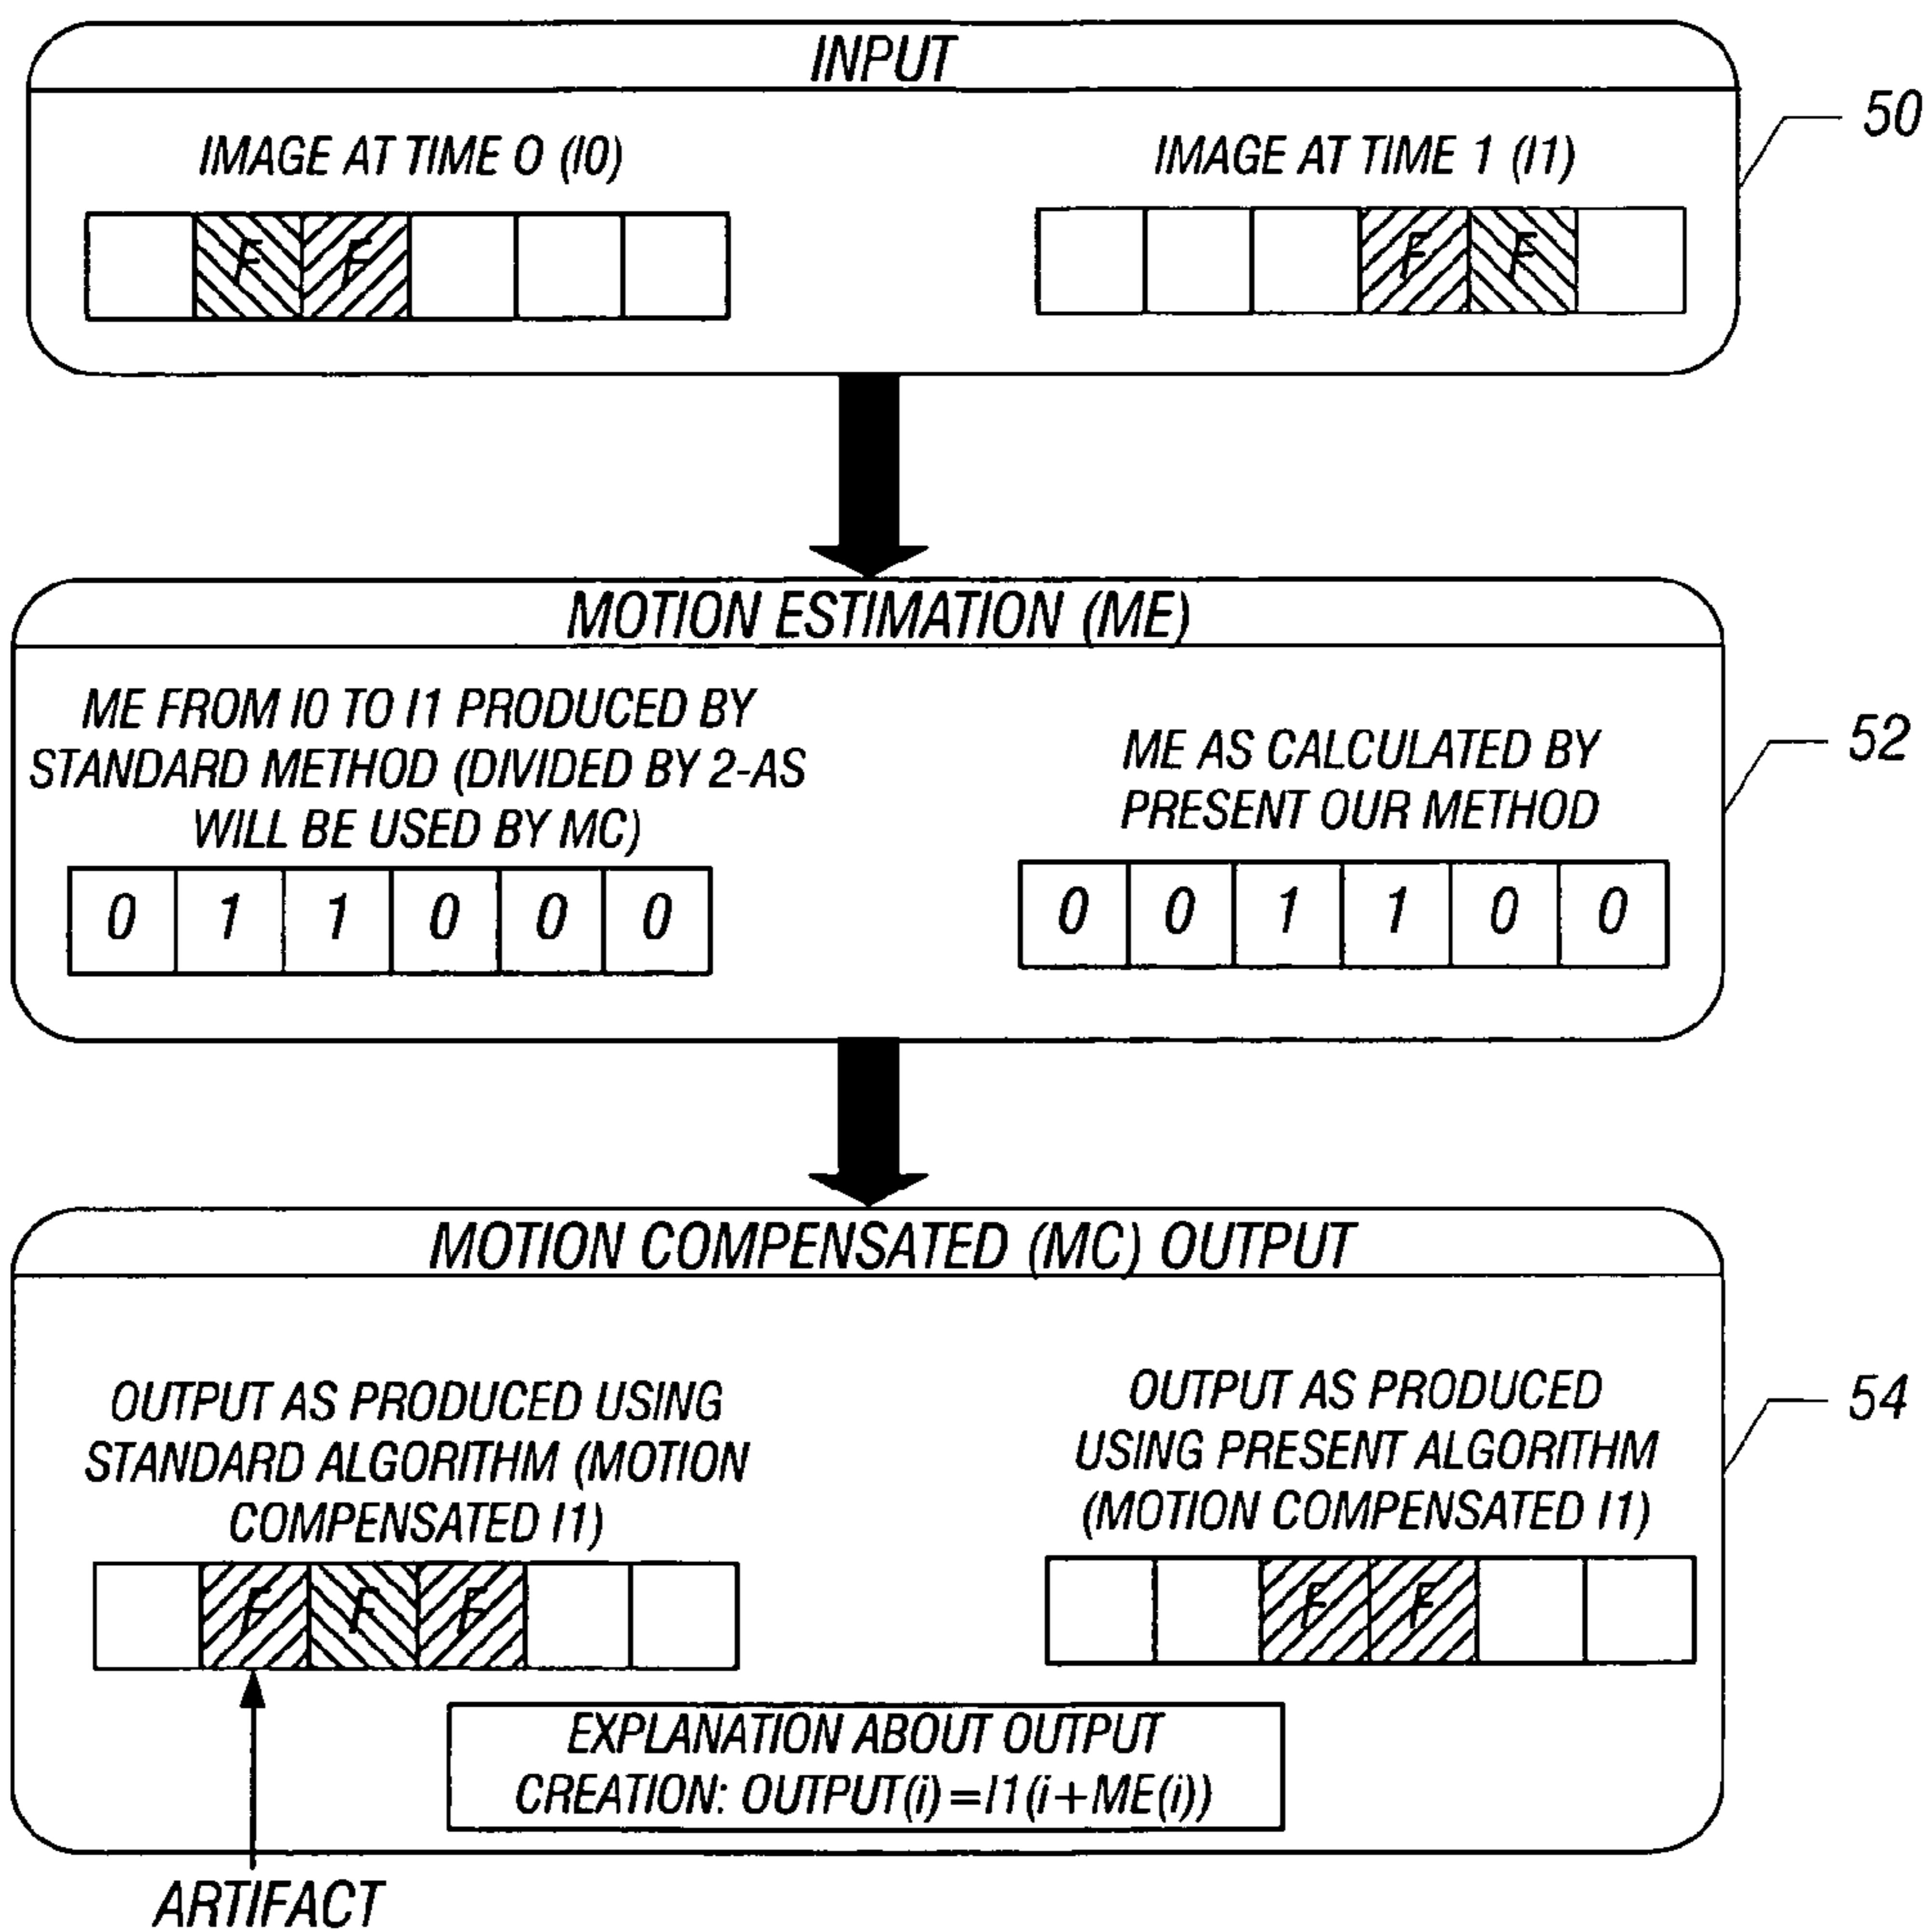 INPUT
50
IMAGE AT TIME 0 (I0)
IMAGE AT TIME 1 (I1)
F F
F F
MOTION ESTIMATION (ME)
52
ME FROM I0 TO I1 PRODUCED BY
STANDARD METHOD (DIVIDED BY 2-AS
WILL BE USED BY MC)
0 1 1 0 0 0
ME AS CALCULATED BY
PRESENT OUR METHOD
0 0 1 1 0 0
MOTION COMPENSATED (MC) OUTPUT
54
OUTPUT AS PRODUCED USING
STANDARD ALGORITHM (MOTION
COMPENSATED I1)
F F F
OUTPUT AS PRODUCED
USING PRESENT ALGORITHM
(MOTION COMPENSATED I1)
F F
EXPLANATION ABOUT OUTPUT
CREATION: OUTPUT(i)=I1(i+ME(i))
ARTIFACT